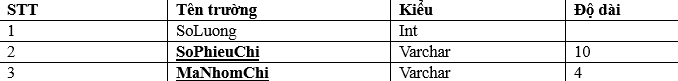 STT Tên trường Kiểu Độ dài
1 SoLuong Int
2 SoPhieuChi Varchar 10
3 MaNhomChi Varchar 4